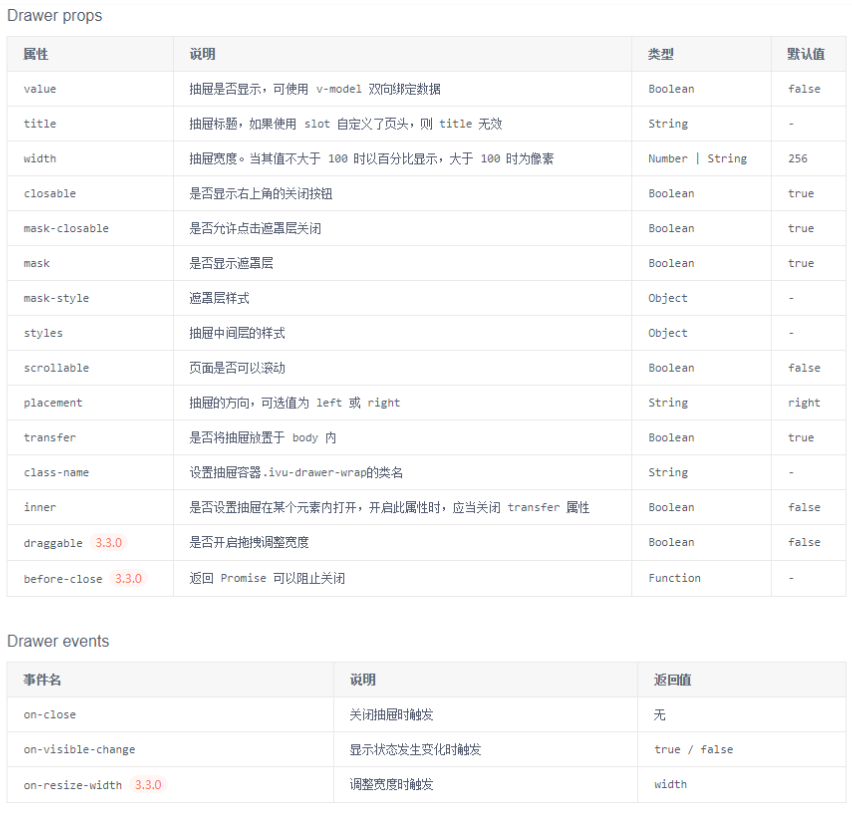 Drawer props
属性 说明 类型 默认值
value 抽屉是否显示，可使用 v-model 双向绑定数据 Boolean false
title 抽屉标题，如果使用 slot 自定义了页头，则 title 无效 String -
width 抽屉宽度。当其值不大于 100 时以百分比显示，大于 100 时为像素 Number | String 256
closable 是否显示右上角的关闭按钮 Boolean true
mask-closable 是否允许点击遮罩层关闭 Boolean true
mask 是否显示遮罩层 Boolean true
mask-style 遮罩层样式 Object -
styles 抽屉中间层的样式 Object -
scrollable 页面是否可以滚动 Boolean false
placement 抽屉的方向，可选值为 left 或 right String right
transfer 是否将抽屉放置于 body 内 Boolean true
class-name 设置抽屉容器.ivu-drawer-wrap的类名 String -
inner 是否设置抽屉在某个元素内打开，开启此属性时，应当关闭 transfer 属性 Boolean false
draggable 3.3.0 是否开启拖拽调整宽度 Boolean false
before-close 3.3.0 返回 Promise 可以阻止关闭 Function -
Drawer events
事件名 说明 返回值
on-close 关闭抽屉时触发 无
on-visible-change 显示状态发生变化时触发 true / false
on-resize-width 3.3.0 调整宽度时触发 width